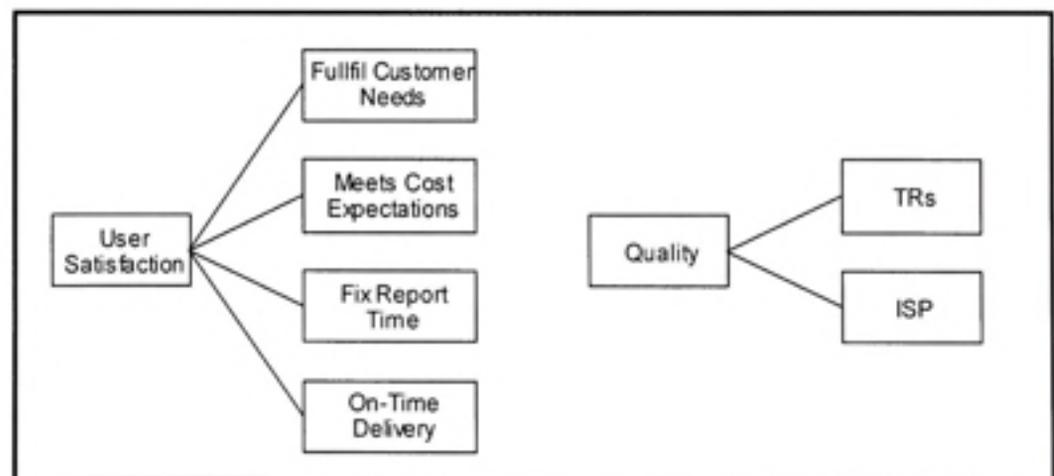 Fullfil Customer
Needs
Meets Cost
Expectations
User
Satisfaction
Fix Report
Time
On-Time
Delivery
Quality
TRs
ISP